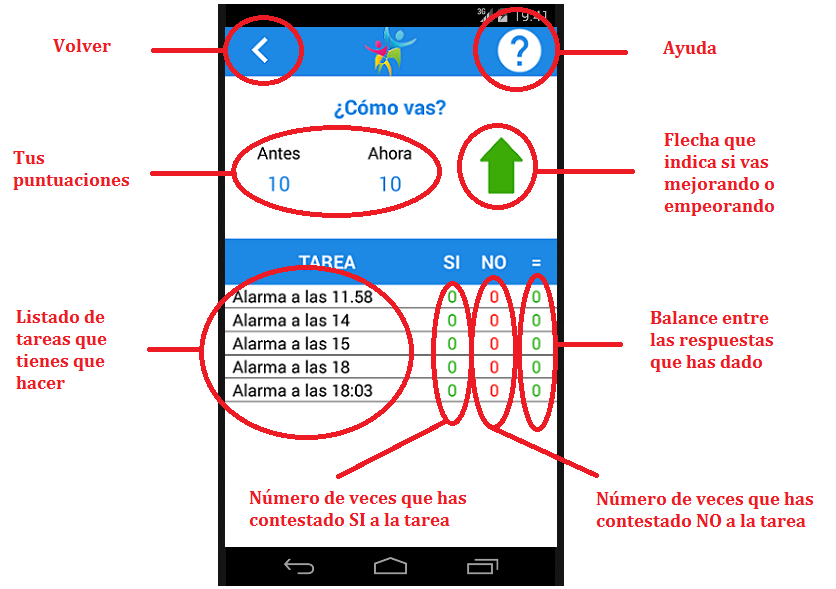 3G 19:41
Volver
Ayuda
?
¿Cómo vas?
Tus
puntuaciones
Antes Ahora
10 10
Flecha que
indica si vas
mejorando o
empeorando
TAREA SI NO =
Alarma a las 11.58 0 0 0
Alarma a las 14 0 0 0
Alarma a las 15 0 0 0
Alarma a las 18 0 0 0
Alarma a las 18:03 0 0 0
Listado de
tareas que
tienes que
hacer
Balance entre
las respuestas
que has dado
Número de veces que has
contestado SI a la tarea
Número de veces que has
contestado NO a la tarea